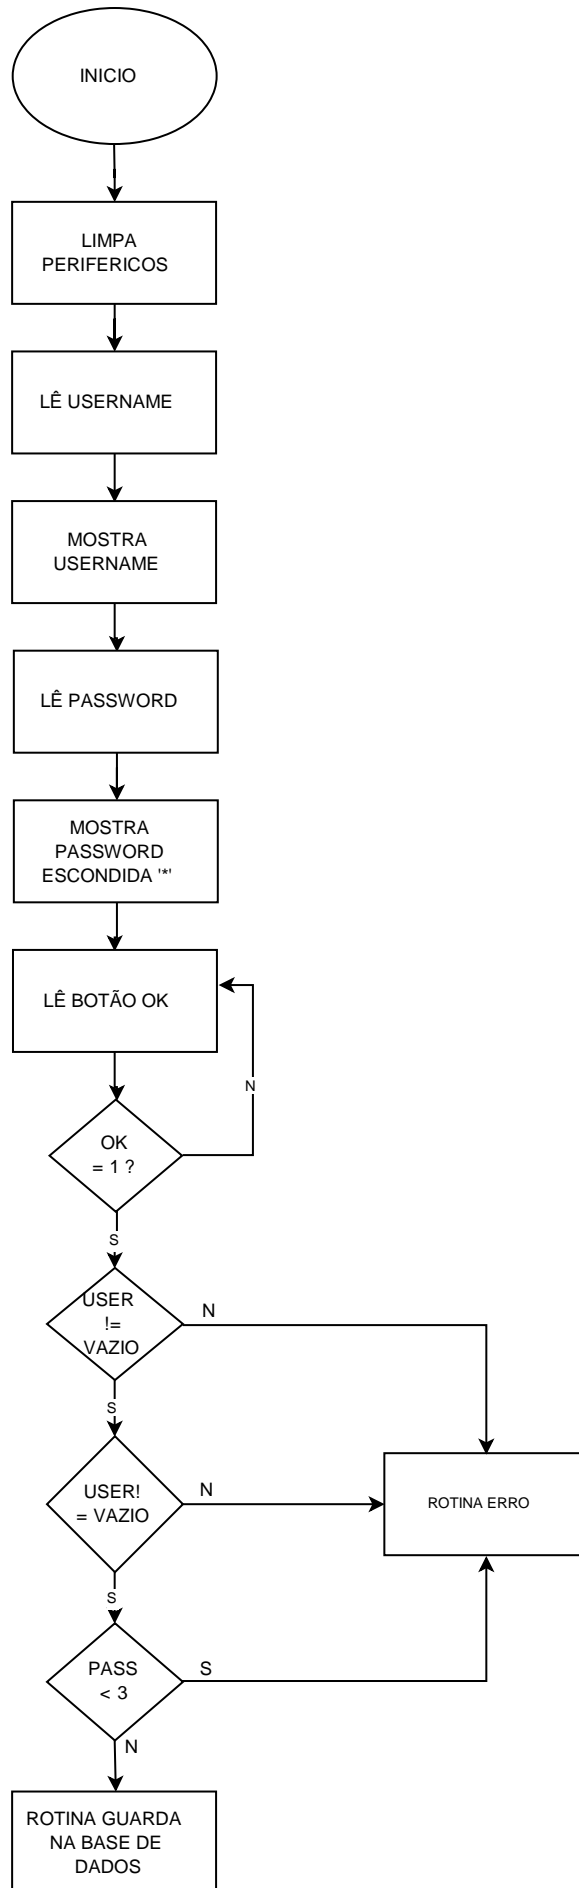 INICIO
LIMPA
PERIFERICOS
LÊ USERNAME
MOSTRA
USERNAME
LÊ PASSWORD
MOSTRA
PASSWORD
ESCONDIDA '*'
LÊ BOTÃO OK
N
OK
= 1 ?
S
USER
!=
VAZIO
N
S
USER!
= VAZIO
N
ROTINA ERRO
S
PASS
< 3
S
N
ROTINA GUARDA
NA BASE DE
DADOS